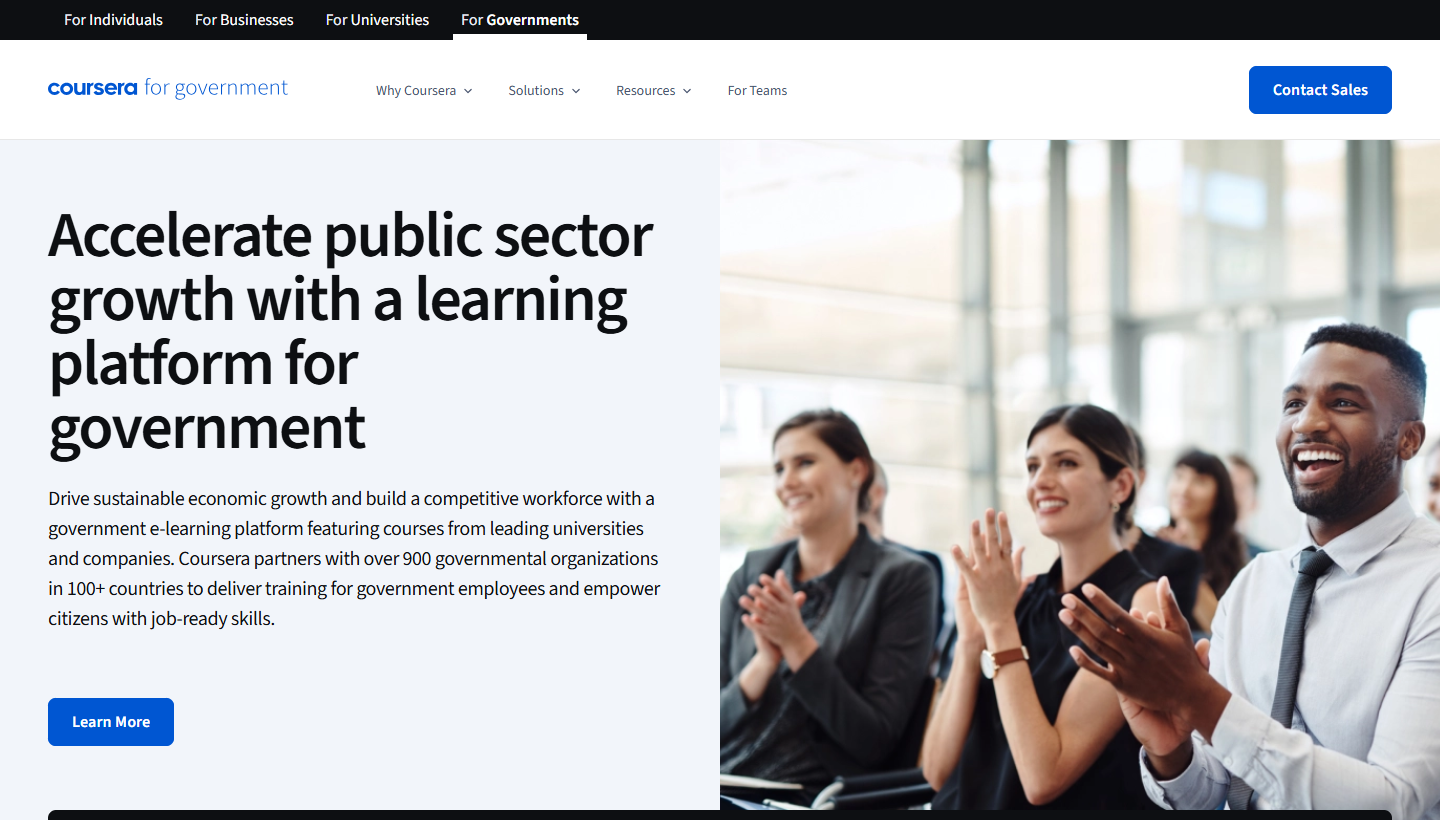 For Individuals For Businesses For Universities For Governments
coursera for government Why Coursera Solutions Resources For Teams Contact Sales
Accelerate public sector
growth with a learning
platform for
government
Drive sustainable economic growth and build a competitive workforce with a
government e-learning platform featuring courses from leading universities
and companies. Coursera partners with over 900 governmental organizations
in 100+ countries to deliver training for government employees and empower
citizens with job-ready skills.
Learn More